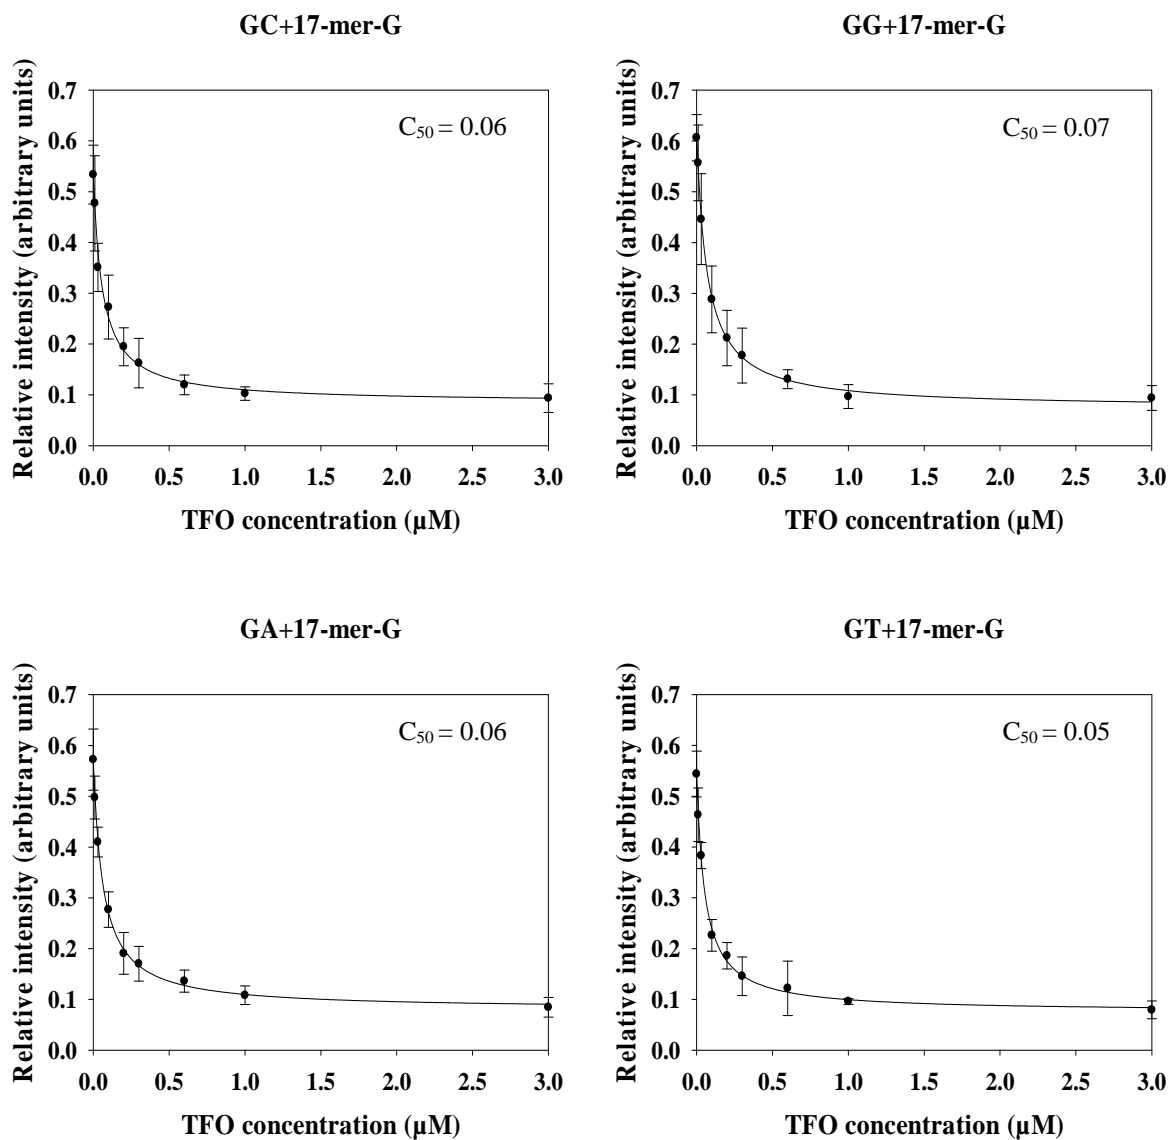 GC+17-mer-G
Relative intensity (arbitrary units)
0.7
0.6
0.5
0.4
0.3
0.2
0.1
0.0
C₅₀ = 0.06
0.0 0.5 1.0 1.5 2.0 2.5 3.0
TFO concentration (µM)
GG+17-mer-G
Relative intensity (arbitrary units)
0.7
0.6
0.5
0.4
0.3
0.2
0.1
0.0
C₅₀ = 0.07
0.0 0.5 1.0 1.5 2.0 2.5 3.0
TFO concentration (µM)
GA+17-mer-G
Relative intensity (arbitrary units)
0.7
0.6
0.5
0.4
0.3
0.2
0.1
0.0
C₅₀ = 0.06
0.0 0.5 1.0 1.5 2.0 2.5 3.0
TFO concentration (µM)
GT+17-mer-G
Relative intensity (arbitrary units)
0.7
0.6
0.5
0.4
0.3
0.2
0.1
0.0
C₅₀ = 0.05
0.0 0.5 1.0 1.5 2.0 2.5 3.0
TFO concentration (µM)